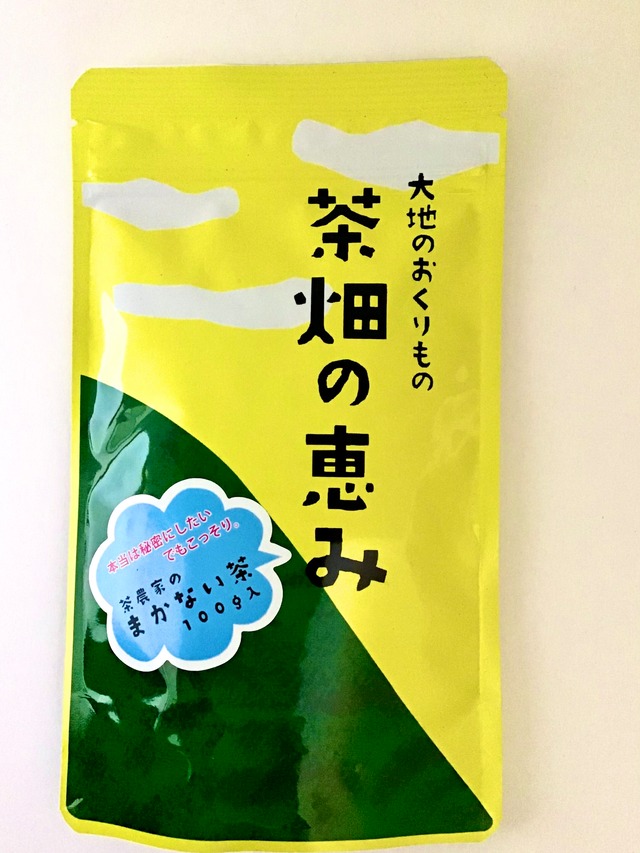 大地のおくりもの
茶畑の恵み
本当は秘密にしたい
でもこっそり。
茶農家の
まかない茶
100g入